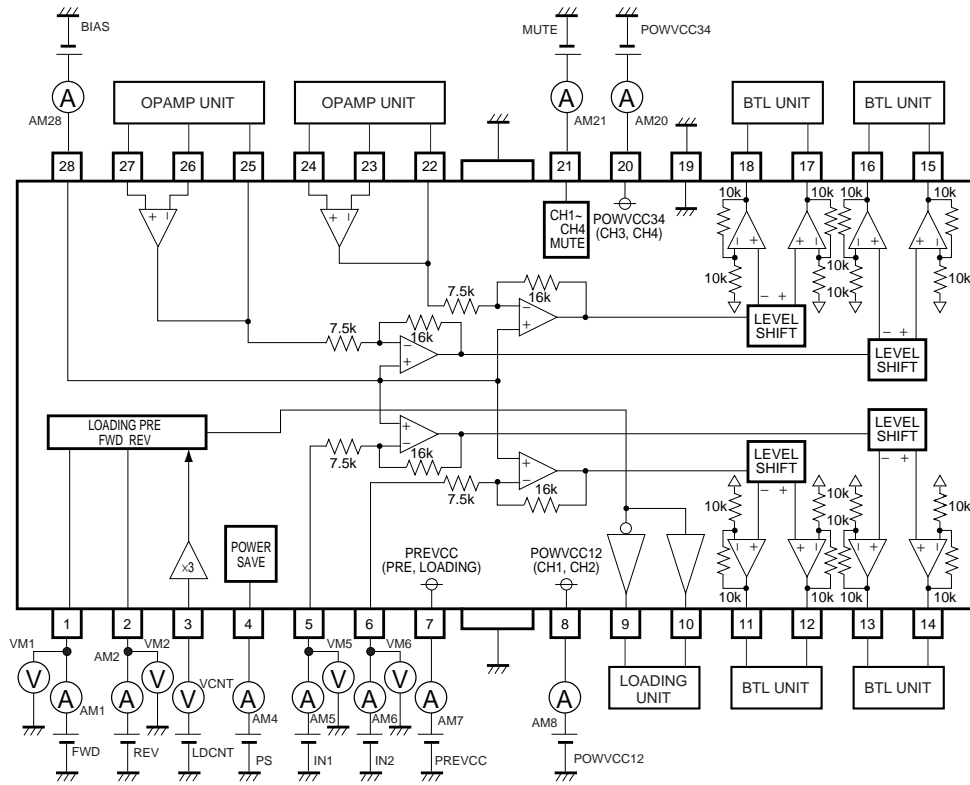 BIAS
MUTE
POWVCC34
A
A
A
OPAMP UNIT
OPAMP UNIT
BTL UNIT
BTL UNIT
AM28
AM21
AM20
28
27
26
25
24
23
22
21
20
19
18
17
16
15
+ −
+ −
CH1~
CH4
MUTE
POWVCC34
(CH3, CH4)
10k
10k
10k
10k
10k
10k
10k
10k
− +
− +
LEVEL
SHIFT
LEVEL
SHIFT
7.5k
16k
7.5k
16k
− +
− +
LOADING PRE
FWD REV
7.5k
16k
7.5k
16k
+ −
+ −
LEVEL
SHIFT
LEVEL
SHIFT
− +
− +
10k
10k
10k
10k
10k
10k
10k
10k
×3
POWER
SAVE
PREVCC
(PRE, LOADING)
POWVCC12
(CH1, CH2)
1
2
3
4
5
6
7
8
9
10
11
12
13
14
VM1
AM2
VM2
VM5
VM6
V
A
A
V
V
VCNT
A
A
V
A
V
A
A
AM1
AM4
AM5
AM6
AM7
AM8
LOADING
UNIT
BTL UNIT
BTL UNIT
FWD
REV
LDCNT
PS
IN1
IN2
PREVCC
POWVCC12